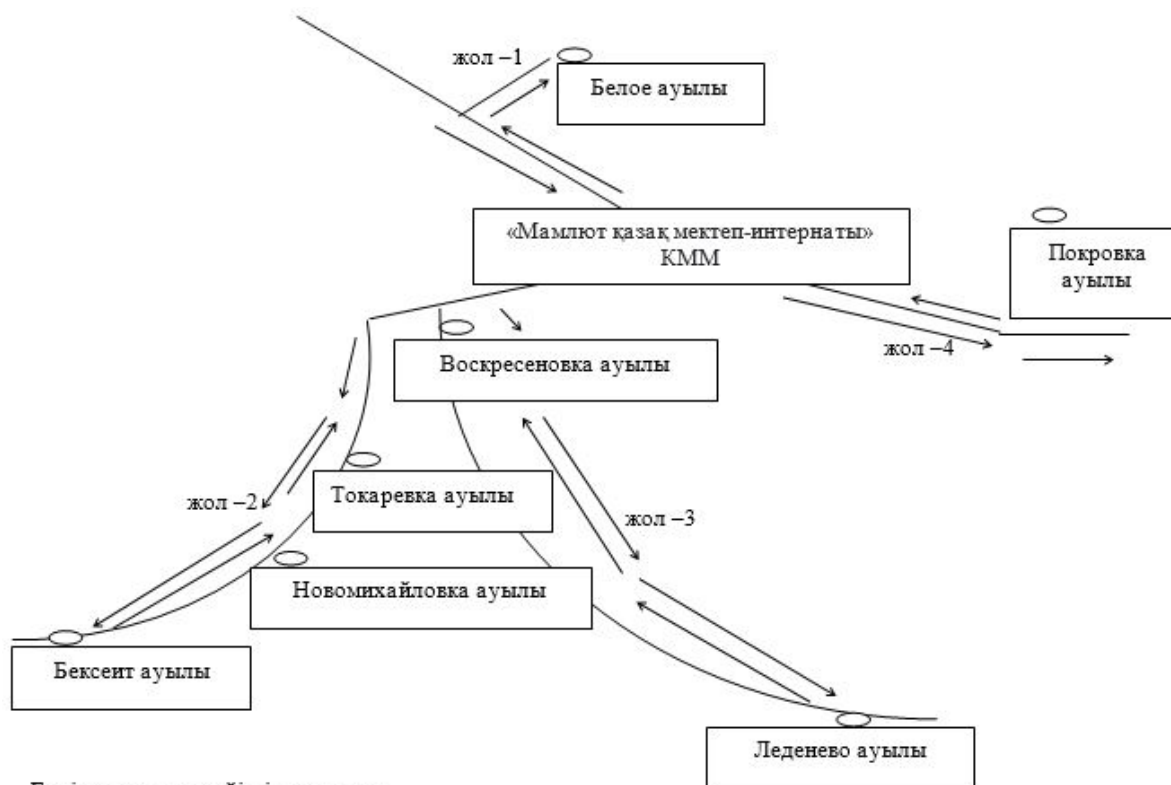 жол –1
Белое ауылы
«Мамлют қазақ мектеп-интернаты»
КММ
Покровка
ауылы
жол –4
Воскресеновка ауылы
Токаревка ауылы
жол –2
жол –3
Новомихайловка ауылы
Бексеит ауылы
Леденево ауылы